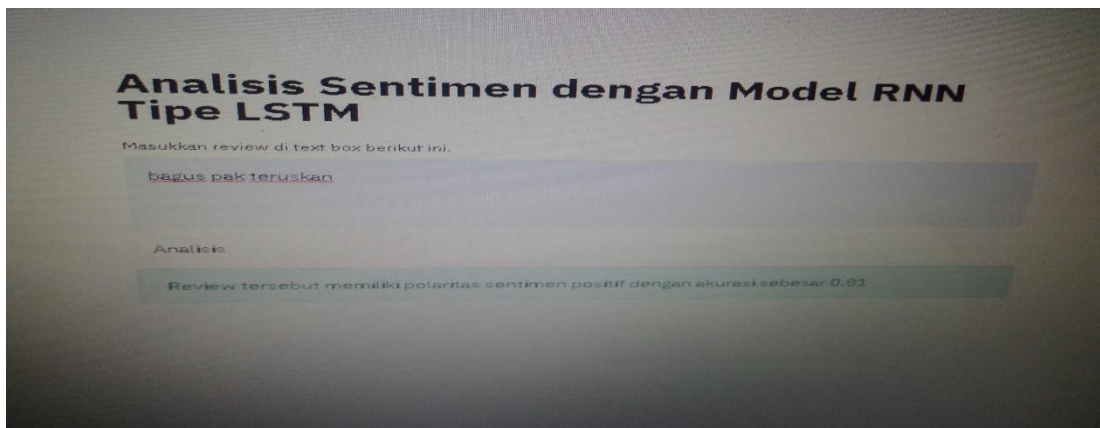 Analisis Sentimen dengan Model RNN
Tipe LSTM
Masukkan review di text box berikut ini.
bagus pak teruskan
Analisis
Review tersebut memiliki polaritas sentimen positif dengan akurasi sebesar 0.81